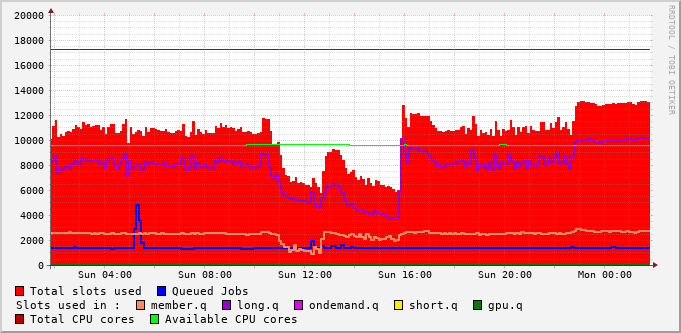 20000
18000
16000
14000
12000
10000
8000
6000
4000
2000
0
Sun 04:00 Sun 08:00 Sun 12:00 Sun 16:00 Sun 20:00 Mon 00:00
RRDTOOL / TOBI OETIKER
Total slots used Queued Jobs
Slots used in : member.q long.q ondemand.q short.q gpu.q
Total CPU cores Available CPU cores